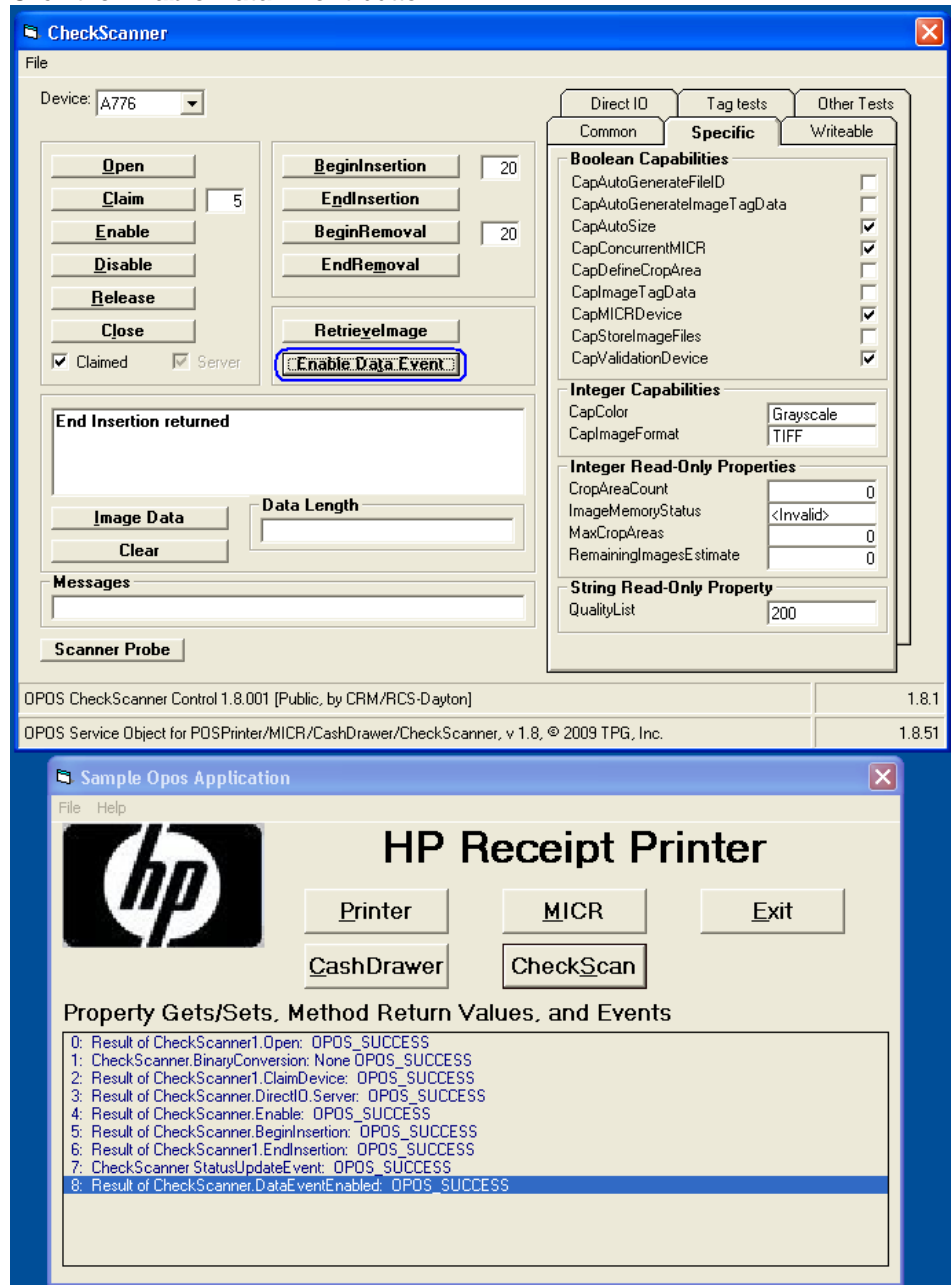 CheckScanner
File
Device: A776
Open
Claim 5
Enable
Disable
Release
Close
Claimed Server
BeginInsertion 20
EndInsertion
BeginRemoval 20
EndRemoval
RetrieveImage
Enable Data Event
End Insertion returned
Image Data
Clear
Data Length
Messages
Scanner Probe
Direct IO Tag tests Other Tests
Common Specific Writeable
Boolean Capabilities
CapAutoGenerateFileID
CapAutoGenerateImageTagData
CapAutoSize
CapConcurrentMICR
CapDefineCropArea
CapImageTagData
CapMICRDevice
CapStoreImageFiles
CapValidationDevice
Integer Capabilities
CapColor Grayscale
CapImageFormat TIFF
Integer Read-Only Properties
CropAreaCount 0
ImageMemoryStatus <Invalid>
MaxCropAreas 0
RemainingImagesEstimate 0
String Read-Only Property
QualityList 200
OPOS CheckScanner Control 1.8.001 [Public, by CRM/RCS-Dayton] 1.8.1
OPOS Service Object for POSPrinter/MICR/CashDrawer/CheckScanner, v 1.8, © 2009 TPG, Inc. 1.8.51
Sample Opos Application
File Help
hp
HP Receipt Printer
Printer MICR Exit
CashDrawer CheckScan
Property Gets/Sets, Method Return Values, and Events
0: Result of CheckScanner1.Open: OPOS_SUCCESS
1: CheckScanner.BinaryConversion: None OPOS_SUCCESS
2: Result of CheckScanner1.ClaimDevice: OPOS_SUCCESS
3: Result of CheckScanner.DirectIO.Server: OPOS_SUCCESS
4: Result of CheckScanner.Enable: OPOS_SUCCESS
5: Result of CheckScanner.BeginInsertion: OPOS_SUCCESS
6: Result of CheckScanner1.EndInsertion: OPOS_SUCCESS
7: CheckScanner StatusUpdateEvent: OPOS_SUCCESS
8: Result of CheckScanner.DataEventEnabled: OPOS_SUCCESS